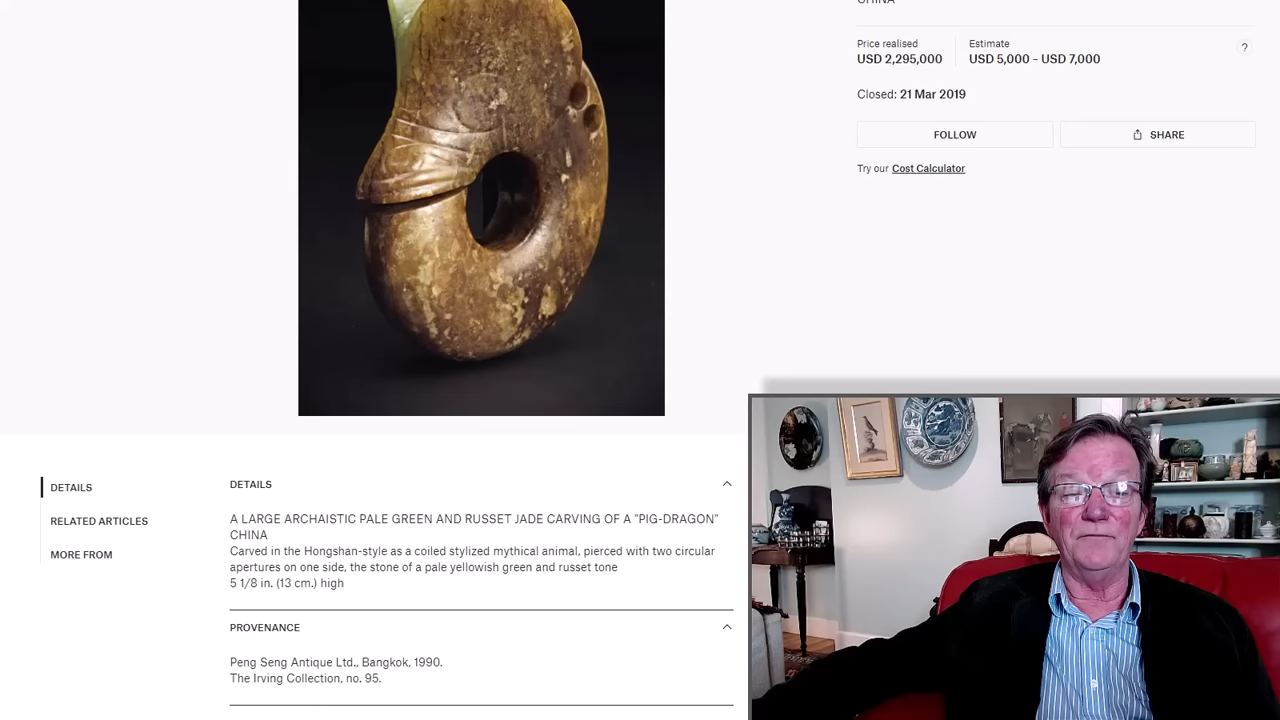 CHINA
Price realised
USD 2,295,000
Estimate
USD 5,000 – USD 7,000
?
Closed: 21 Mar 2019
FOLLOW
SHARE
Try our Cost Calculator
DETAILS
RELATED ARTICLES
MORE FROM
DETAILS
A LARGE ARCHAISTIC PALE GREEN AND RUSSET JADE CARVING OF A "PIG-DRAGON"
CHINA
Carved in the Hongshan-style as a coiled stylized mythical animal, pierced with two circular
apertures on one side, the stone of a pale yellowish green and russet tone
5 1/8 in. (13 cm.) high
PROVENANCE
Peng Seng Antique Ltd., Bangkok, 1990.
The Irving Collection, no. 95.